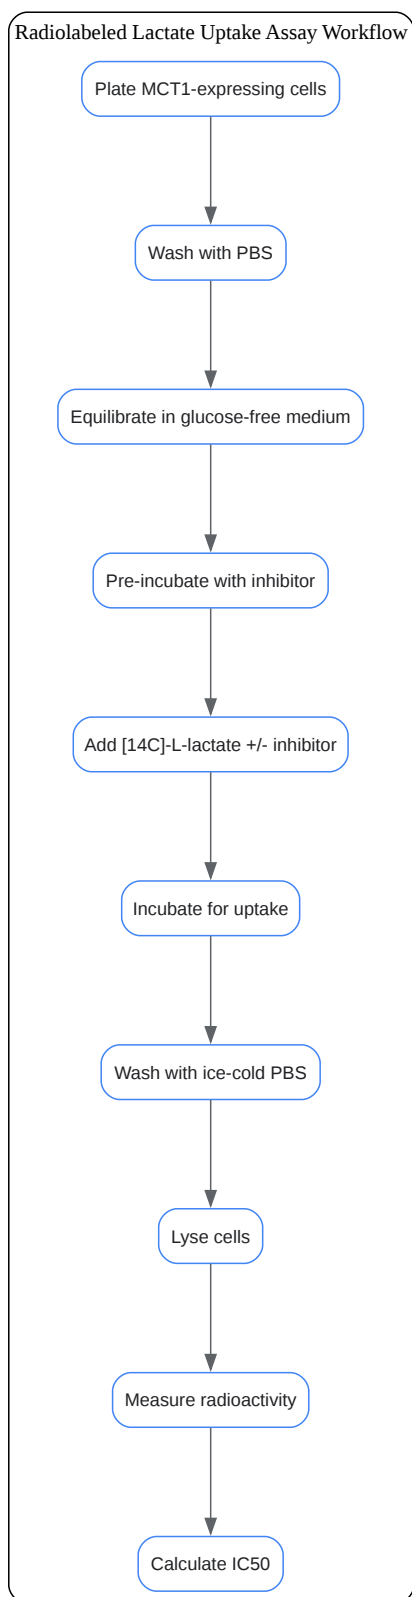 Radiolabeled Lactate Uptake Assay Workflow
Plate MCT1-expressing cells
Wash with PBS
Equilibrate in glucose-free medium
Pre-incubate with inhibitor
Add [14C]-L-lactate +/- inhibitor
Incubate for uptake
Wash with ice-cold PBS
Lyse cells
Measure radioactivity
Calculate IC50